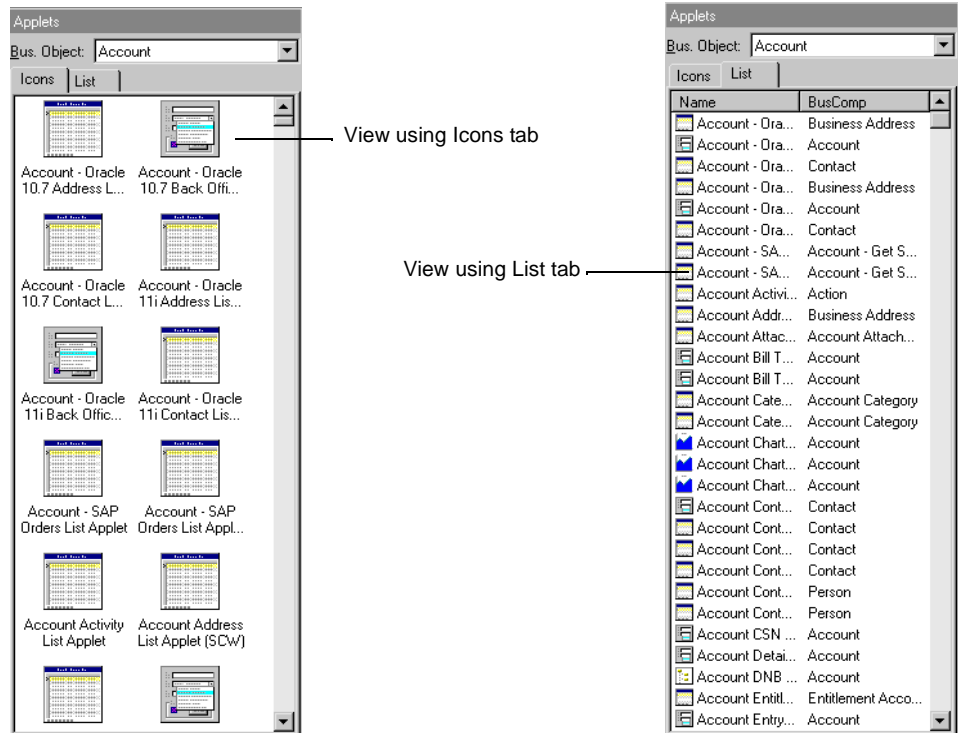 Applets
Bus. Object: Account
Icons List
Account - Oracle 10.7 Address L...
Account - Oracle 10.7 Back Offi...
Account - Oracle 10.7 Contact L...
Account - Oracle 11i Address Lis...
Account - Oracle 11i Back Offic...
Account - Oracle 11i Contact Lis...
Account - SAP Orders List Applet
Account - SAP Orders List Appl...
Account Activity List Applet
Account Address List Applet (SCW)
View using Icons tab
View using List tab
Applets
Bus. Object: Account
Icons List
Name BusComp
Account - Ora... Business Address
Account - Ora... Account
Account - Ora... Contact
Account - Ora... Business Address
Account - Ora... Account
Account - Ora... Contact
Account - SA... Account - Get S...
Account - SA... Account - Get S...
Account Activi... Action
Account Addr... Business Address
Account Attac... Account Attach...
Account Bill T... Account
Account Bill T... Account
Account Cate... Account Category
Account Cate... Account Category
Account Chart... Account
Account Chart... Account
Account Chart... Account
Account Cont... Contact
Account Cont... Contact
Account Cont... Contact
Account Cont... Contact
Account Cont... Person
Account Cont... Person
Account CSN ... Account
Account Detai... Account
Account DNB ... Account
Account Entitl... Entitlement Acco...
Account Entry... Account